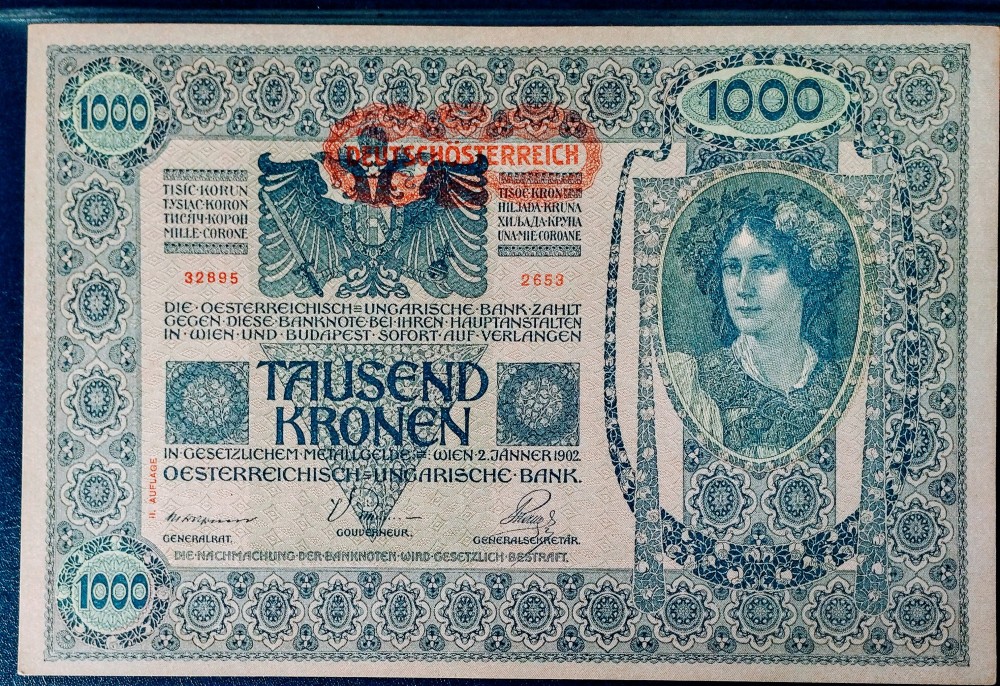 1000
1000
DEUTSCHÖSTERREICH
TISÍC·KORUN
TYSIĄC·KORON
ТИСЯЧ·КОРОН
MILLE·CORONE
TISOČ·KRON
HILJADA·KRUNA
ХИЉАДА·КРУНА
UNA·MIE·COROANE
32895
2653
DIE·OESTERREICHISCH=UNGARISCHE·BANK·ZAHLT
GEGEN·DIESE·BANKNOTE·BEI·IHREN·HAUPTANSTALTEN
IN·WIEN·UND·BUDAPEST·SOFORT·AUF·VERLANGEN
TAUSEND
KRONEN
IN·GESETZLICHEM·METALLGELDE·=·WIEN·2.JÄNNER 1902.
OESTERREICHISCH=UNGARISCHE·BANK.
II. AUFLAGE
GENERALRAT.
GOUVERNEUR.
GENERALSEKRETÄR.
DIE·NACHMACHUNG·DER·BANKNOTEN·WIRD·GESETZLICH·BESTRAFT.
1000